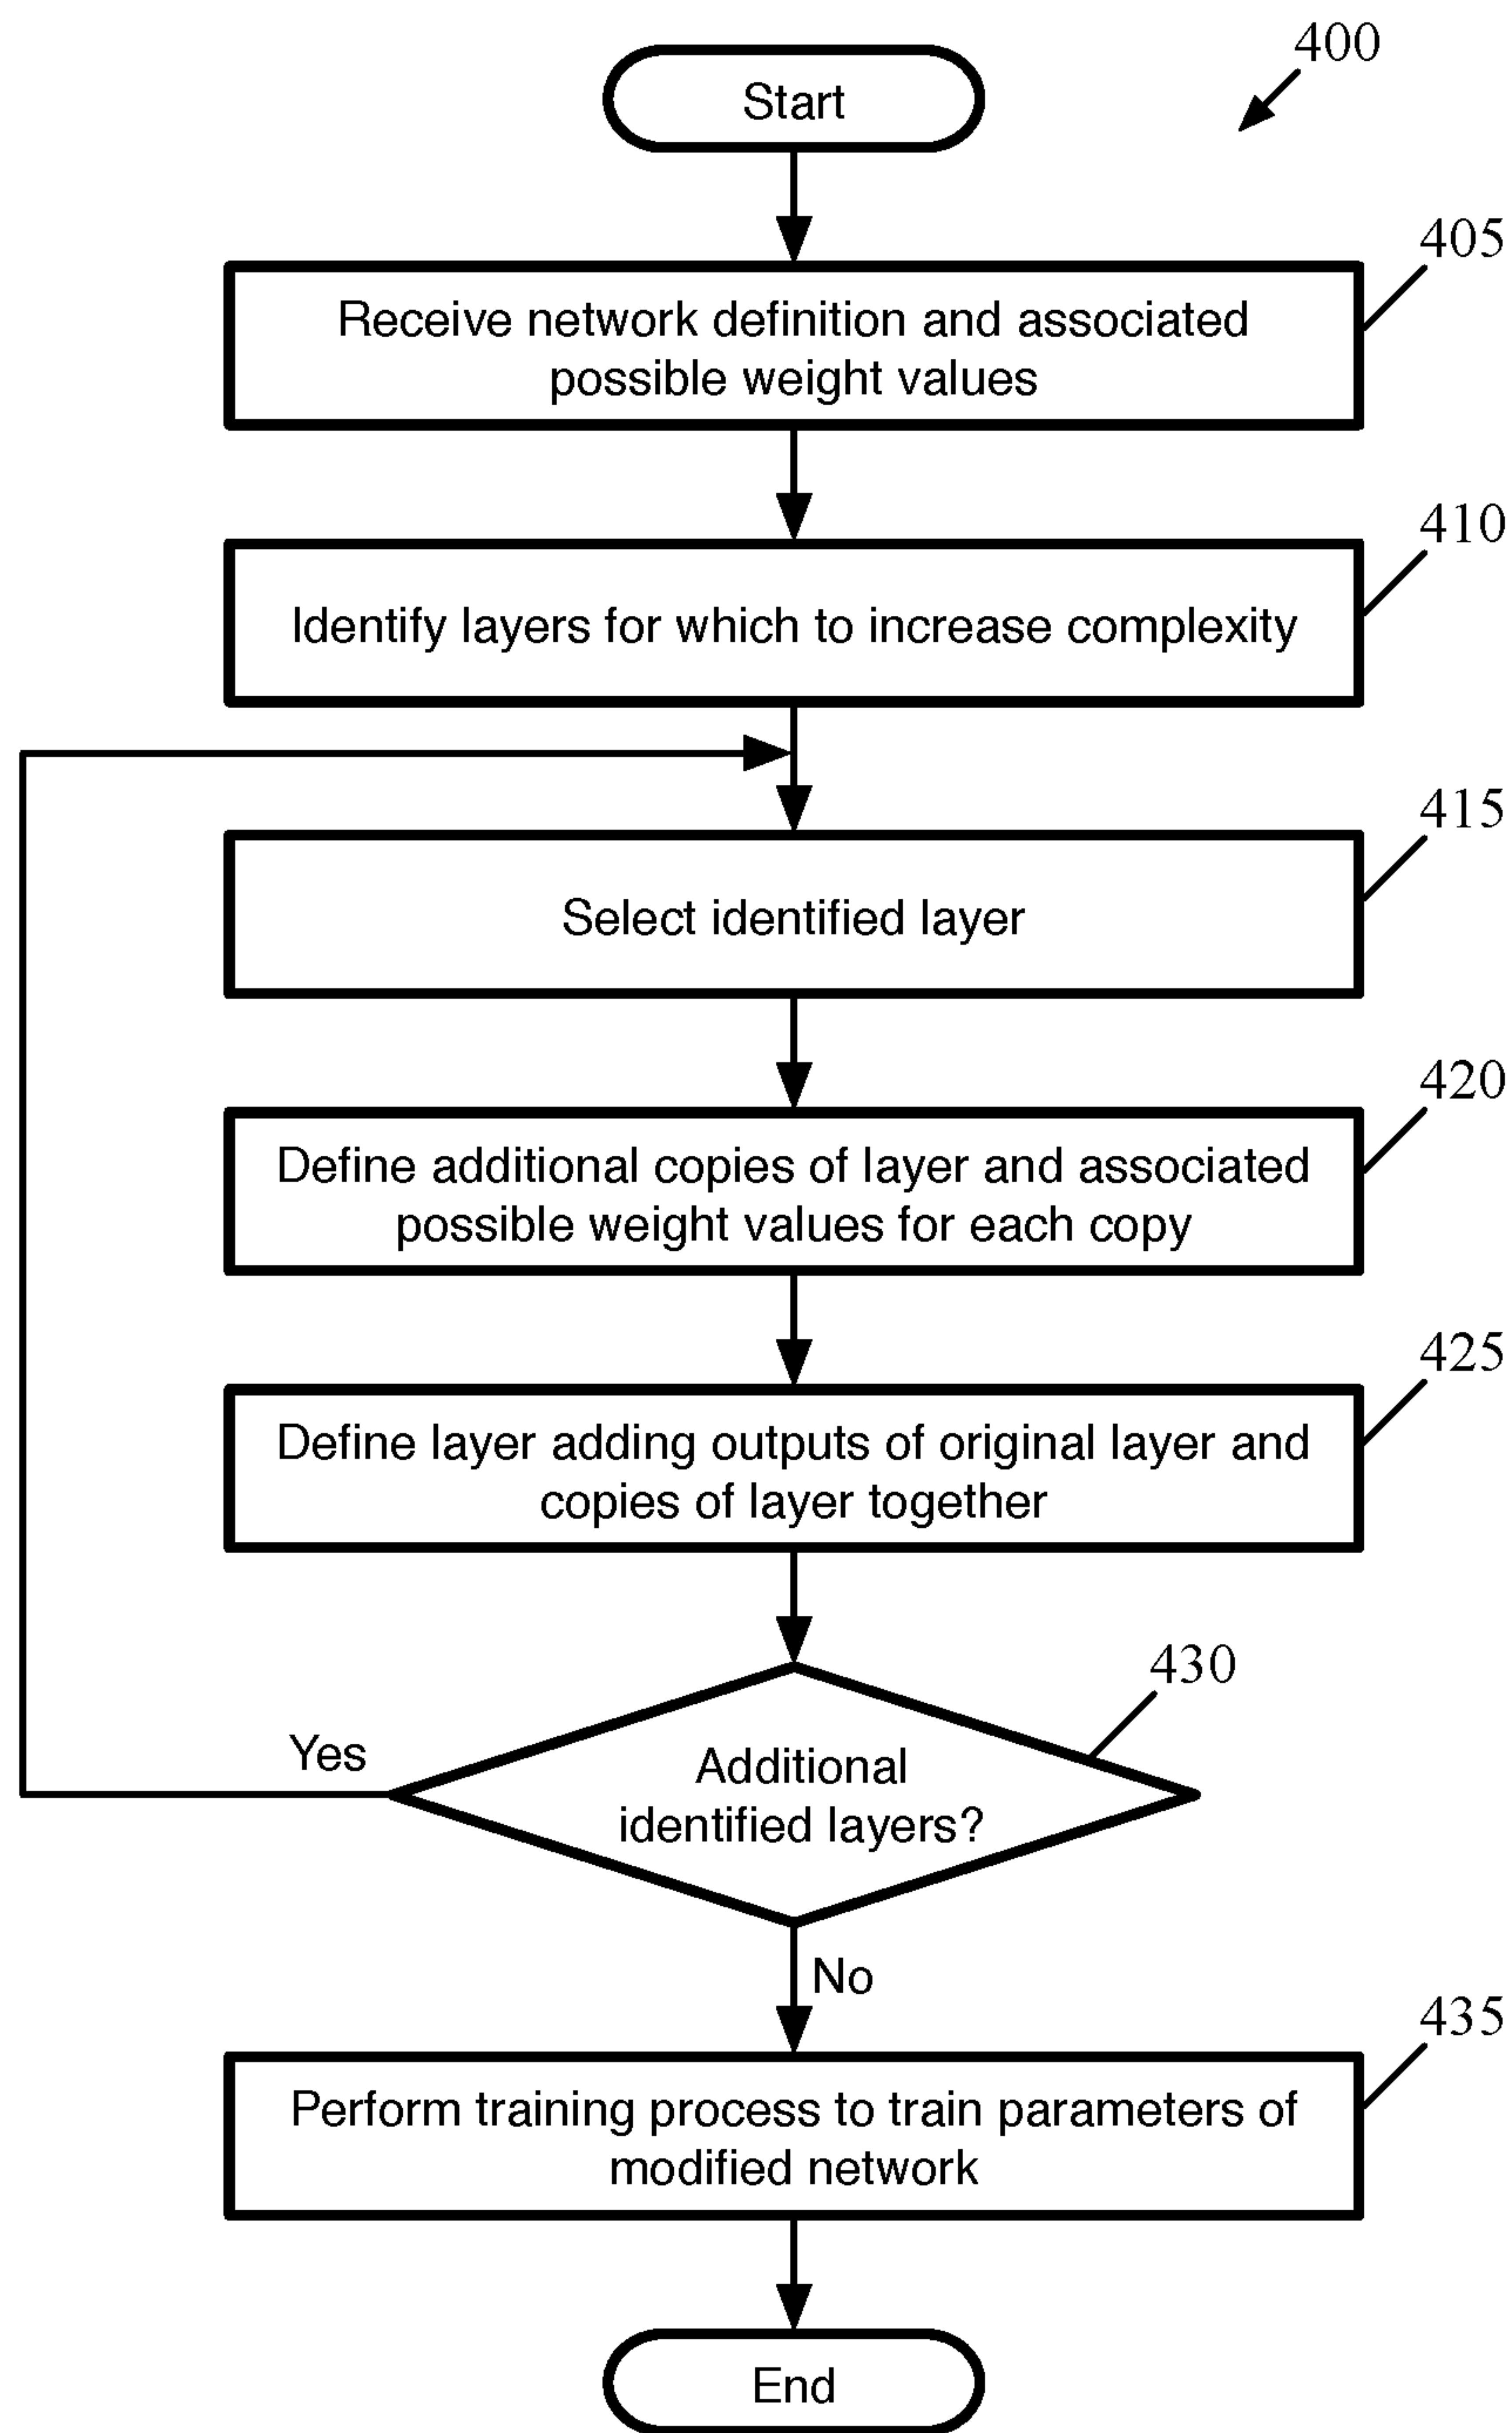 400
Start
405
Receive network definition and associated
possible weight values
410
Identify layers for which to increase complexity
415
Select identified layer
420
Define additional copies of layer and associated
possible weight values for each copy
425
Define layer adding outputs of original layer and
copies of layer together
430
Yes
Additional
identified layers?
No
435
Perform training process to train parameters of
modified network
End